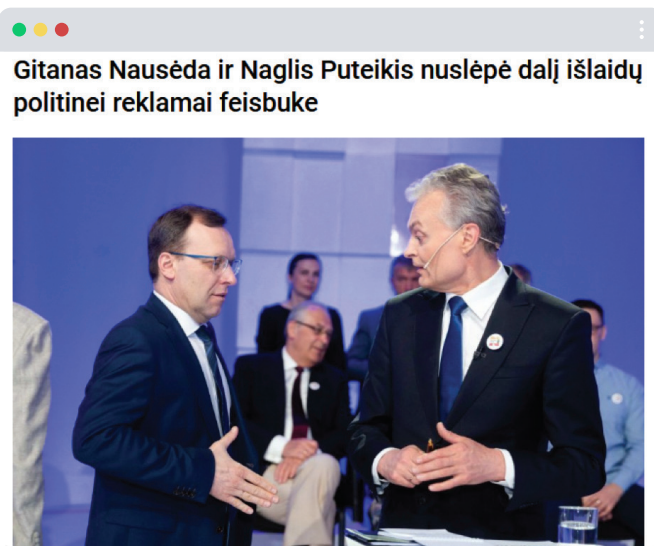 Gitanas Nausėda ir Naglis Puteikis nuslėpė dalį išlaidų
politinei reklamai feisbuke